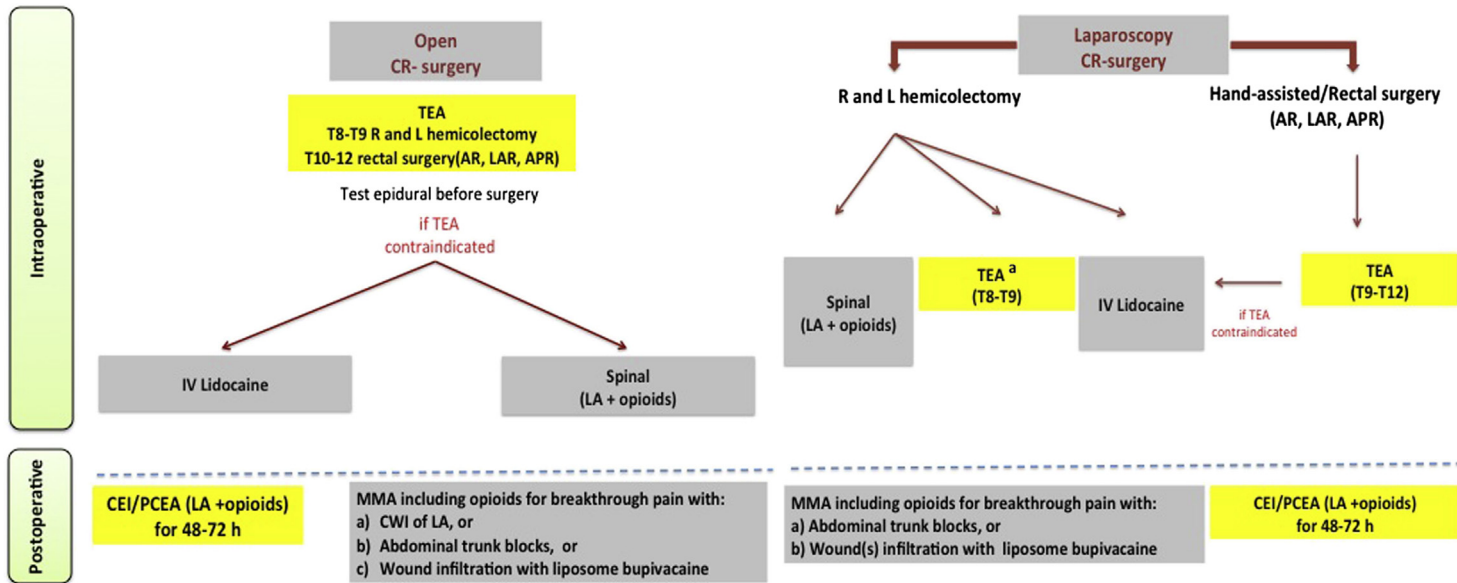 Intraoperative
Open
CR- surgery
TEA
T8-T9 R and L hemicolectomy
T10-12 rectal surgery(AR, LAR, APR)
Test epidural before surgery
if TEA
contraindicated
IV Lidocaine
Spinal
(LA + opioids)
Laparoscopy
CR-surgery
R and L hemicolectomy
Hand-assisted/Rectal surgery
(AR, LAR, APR)
Spinal
(LA + opioids)
TEA a
(T8-T9)
IV Lidocaine
if TEA
contraindicated
TEA
(T9-T12)
Postoperative
CEI/PCEA (LA +opioids)
for 48-72 h
MMA including opioids for breakthrough pain with:
a) CWI of LA, or
b) Abdominal trunk blocks, or
c) Wound infiltration with liposome bupivacaine
MMA including opioids for breakthrough pain with:
a) Abdominal trunk blocks, or
b) Wound(s) infiltration with liposome bupivacaine
CEI/PCEA (LA +opioids)
for 48-72 h